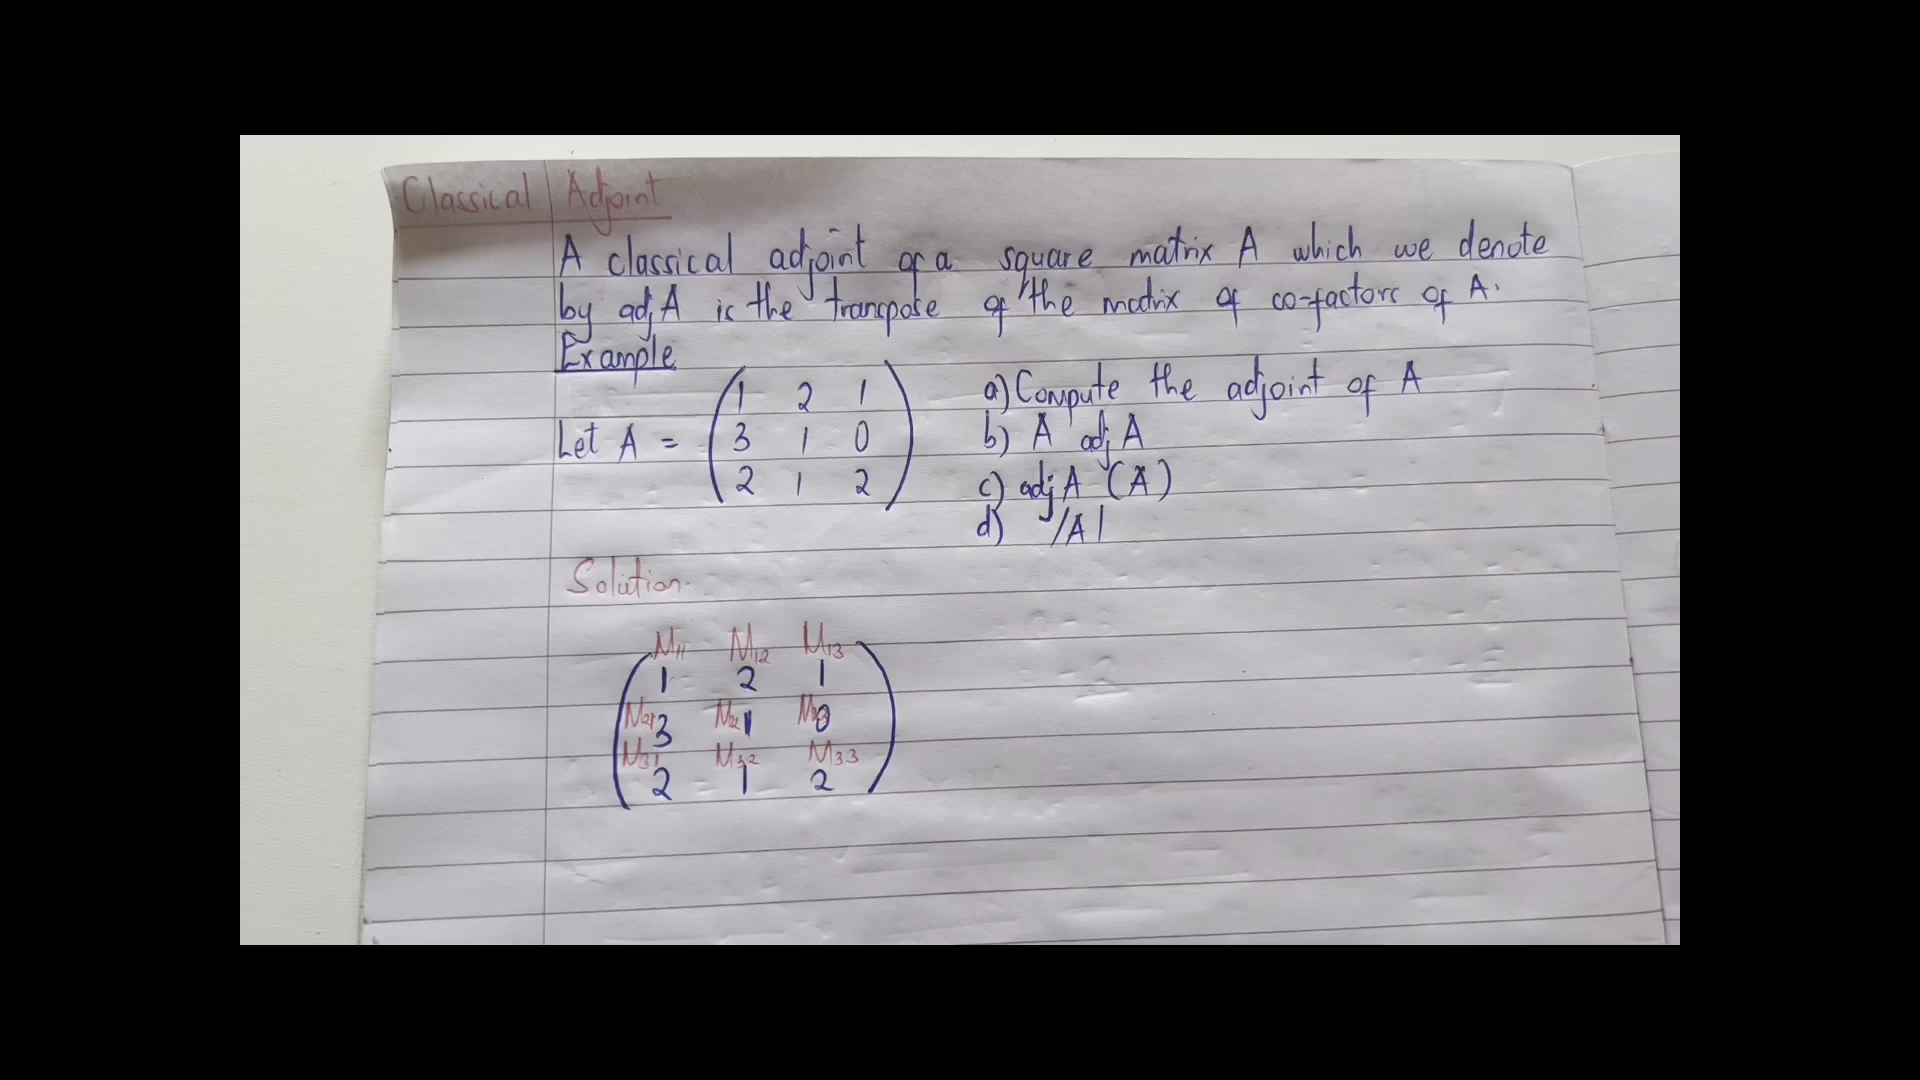 Classical Adjoint
A classical adjoint of a square matrix A which we denote
by adj A is the transpose of the matrix of co-factors of A.
Example
Let A = ( 1 2 1
3 1 0
2 1 2 )
a) Compute the adjoint of A
b) A adj A
c) adj A (A)
d) |A|
Solution.
M11 M12 M13
1 2 1
M21 3 M22 1 M23 0
M31 M32 M33
2 1 2